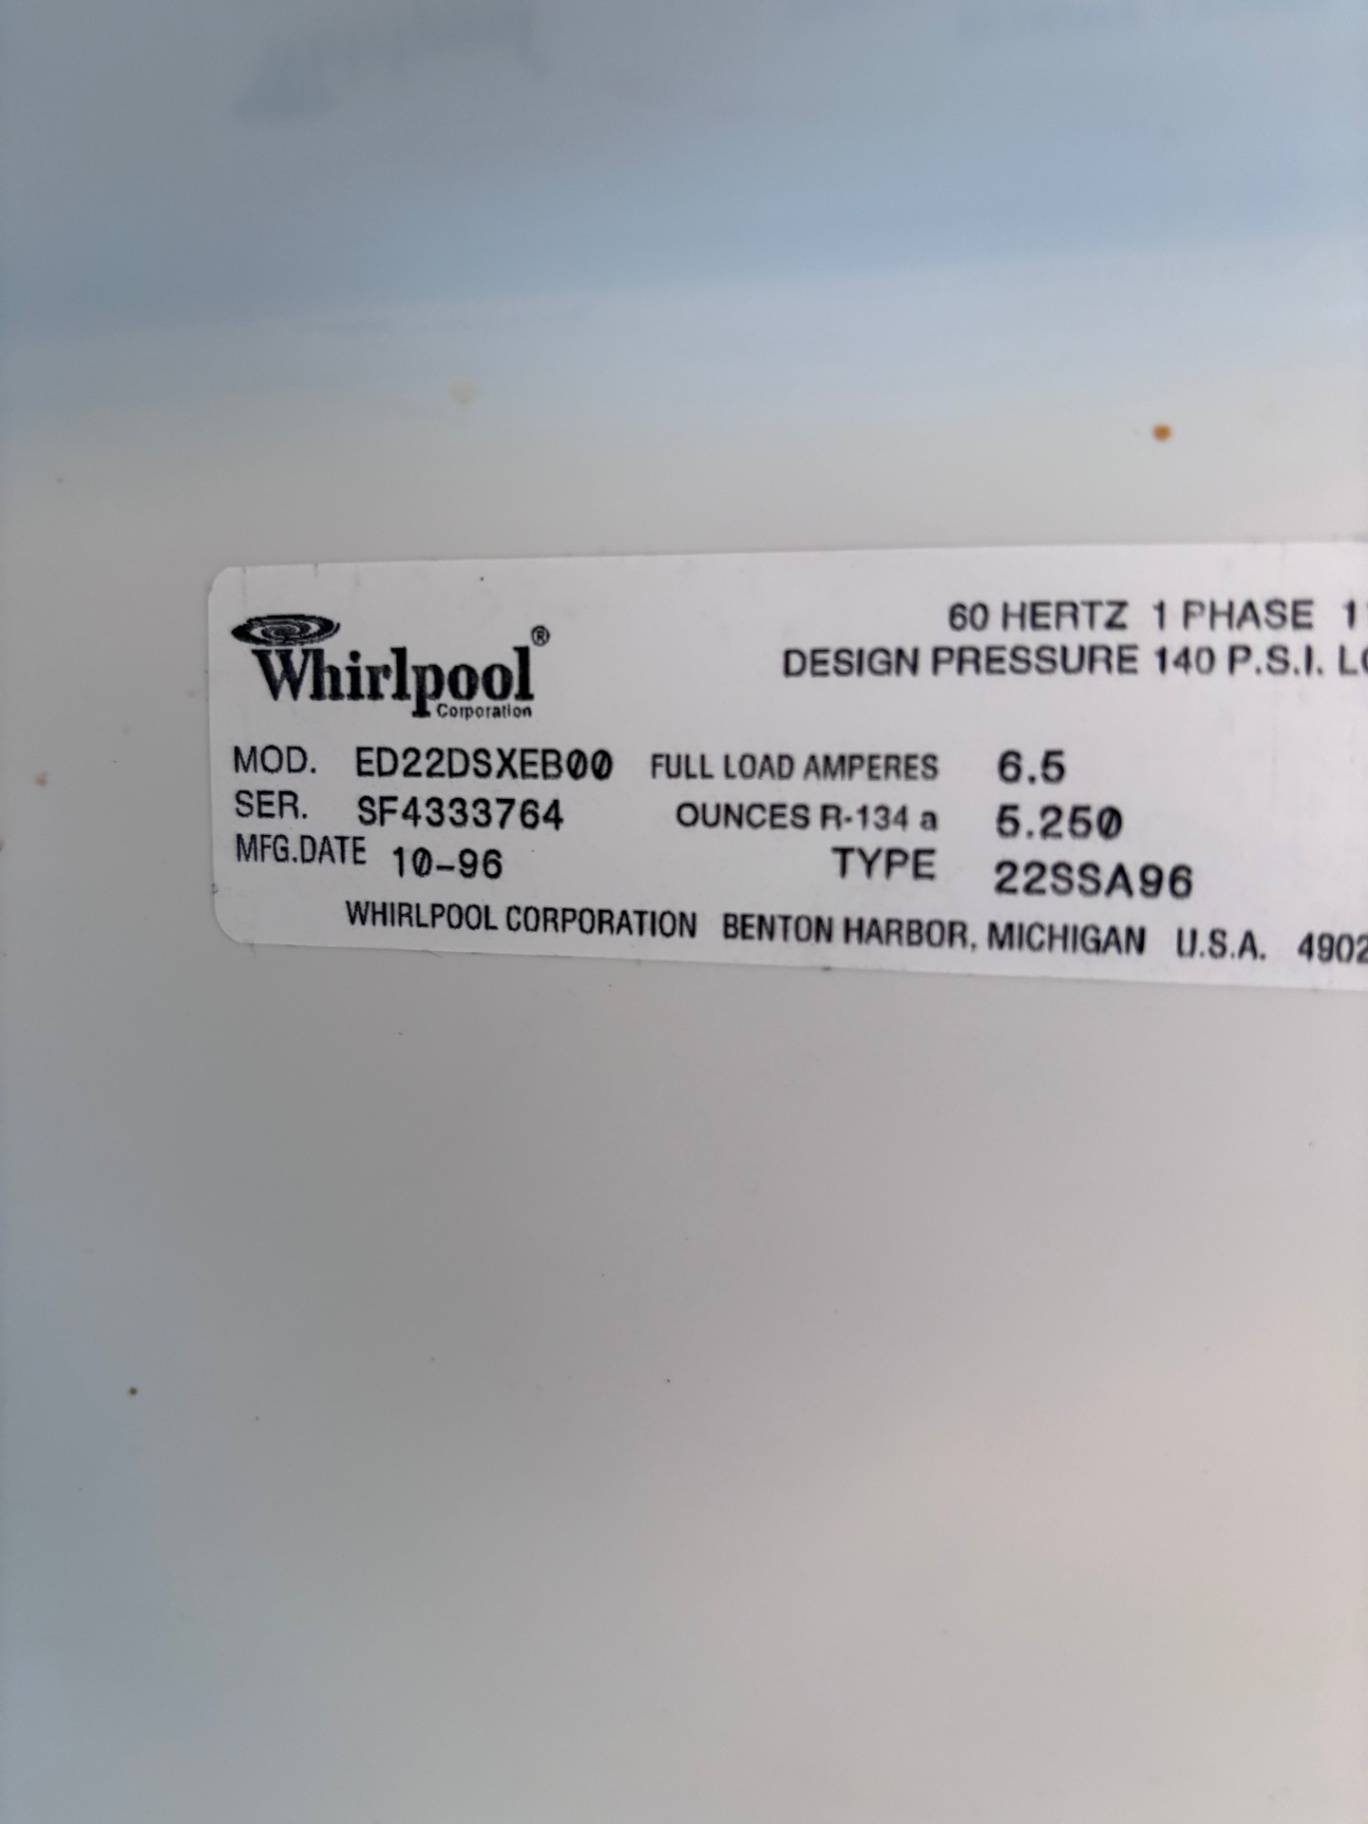 Whirlpool®
Corporation
60 HERTZ 1 PHASE
DESIGN PRESSURE 140 P.S.I.
MOD. ED22DSXEB00 FULL LOAD AMPERES 6.5
SER. SF4333764 OUNCES R-134 a 5.250
MFG.DATE 10-96 TYPE 22SSA96
WHIRLPOOL CORPORATION BENTON HARBOR, MICHIGAN U.S.A. 4902